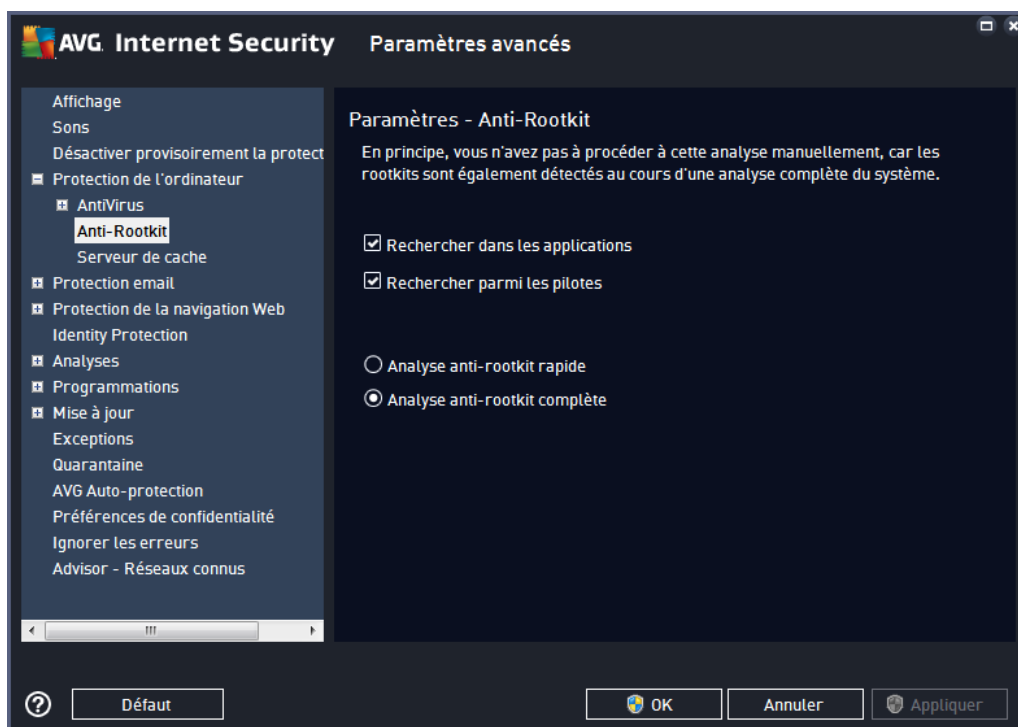 AVG. Internet Security
Paramètres avancés
Affichage
Sons
Désactiver provisoirement la protect
Protection de l'ordinateur
AntiVirus
Anti-Rootkit
Serveur de cache
Protection email
Protection de la navigation Web
Identity Protection
Analyses
Programmations
Mise à jour
Exceptions
Quarantaine
AVG Auto-protection
Préférences de confidentialité
Ignorer les erreurs
Advisor - Réseaux connus
Paramètres - Anti-Rootkit
En principe, vous n'avez pas à procéder à cette analyse manuellement, car les
rootkits sont également détectés au cours d'une analyse complète du système.
Rechercher dans les applications
Rechercher parmi les pilotes
Analyse anti-rootkit rapide
Analyse anti-rootkit complète
Défaut
OK
Annuler
Appliquer